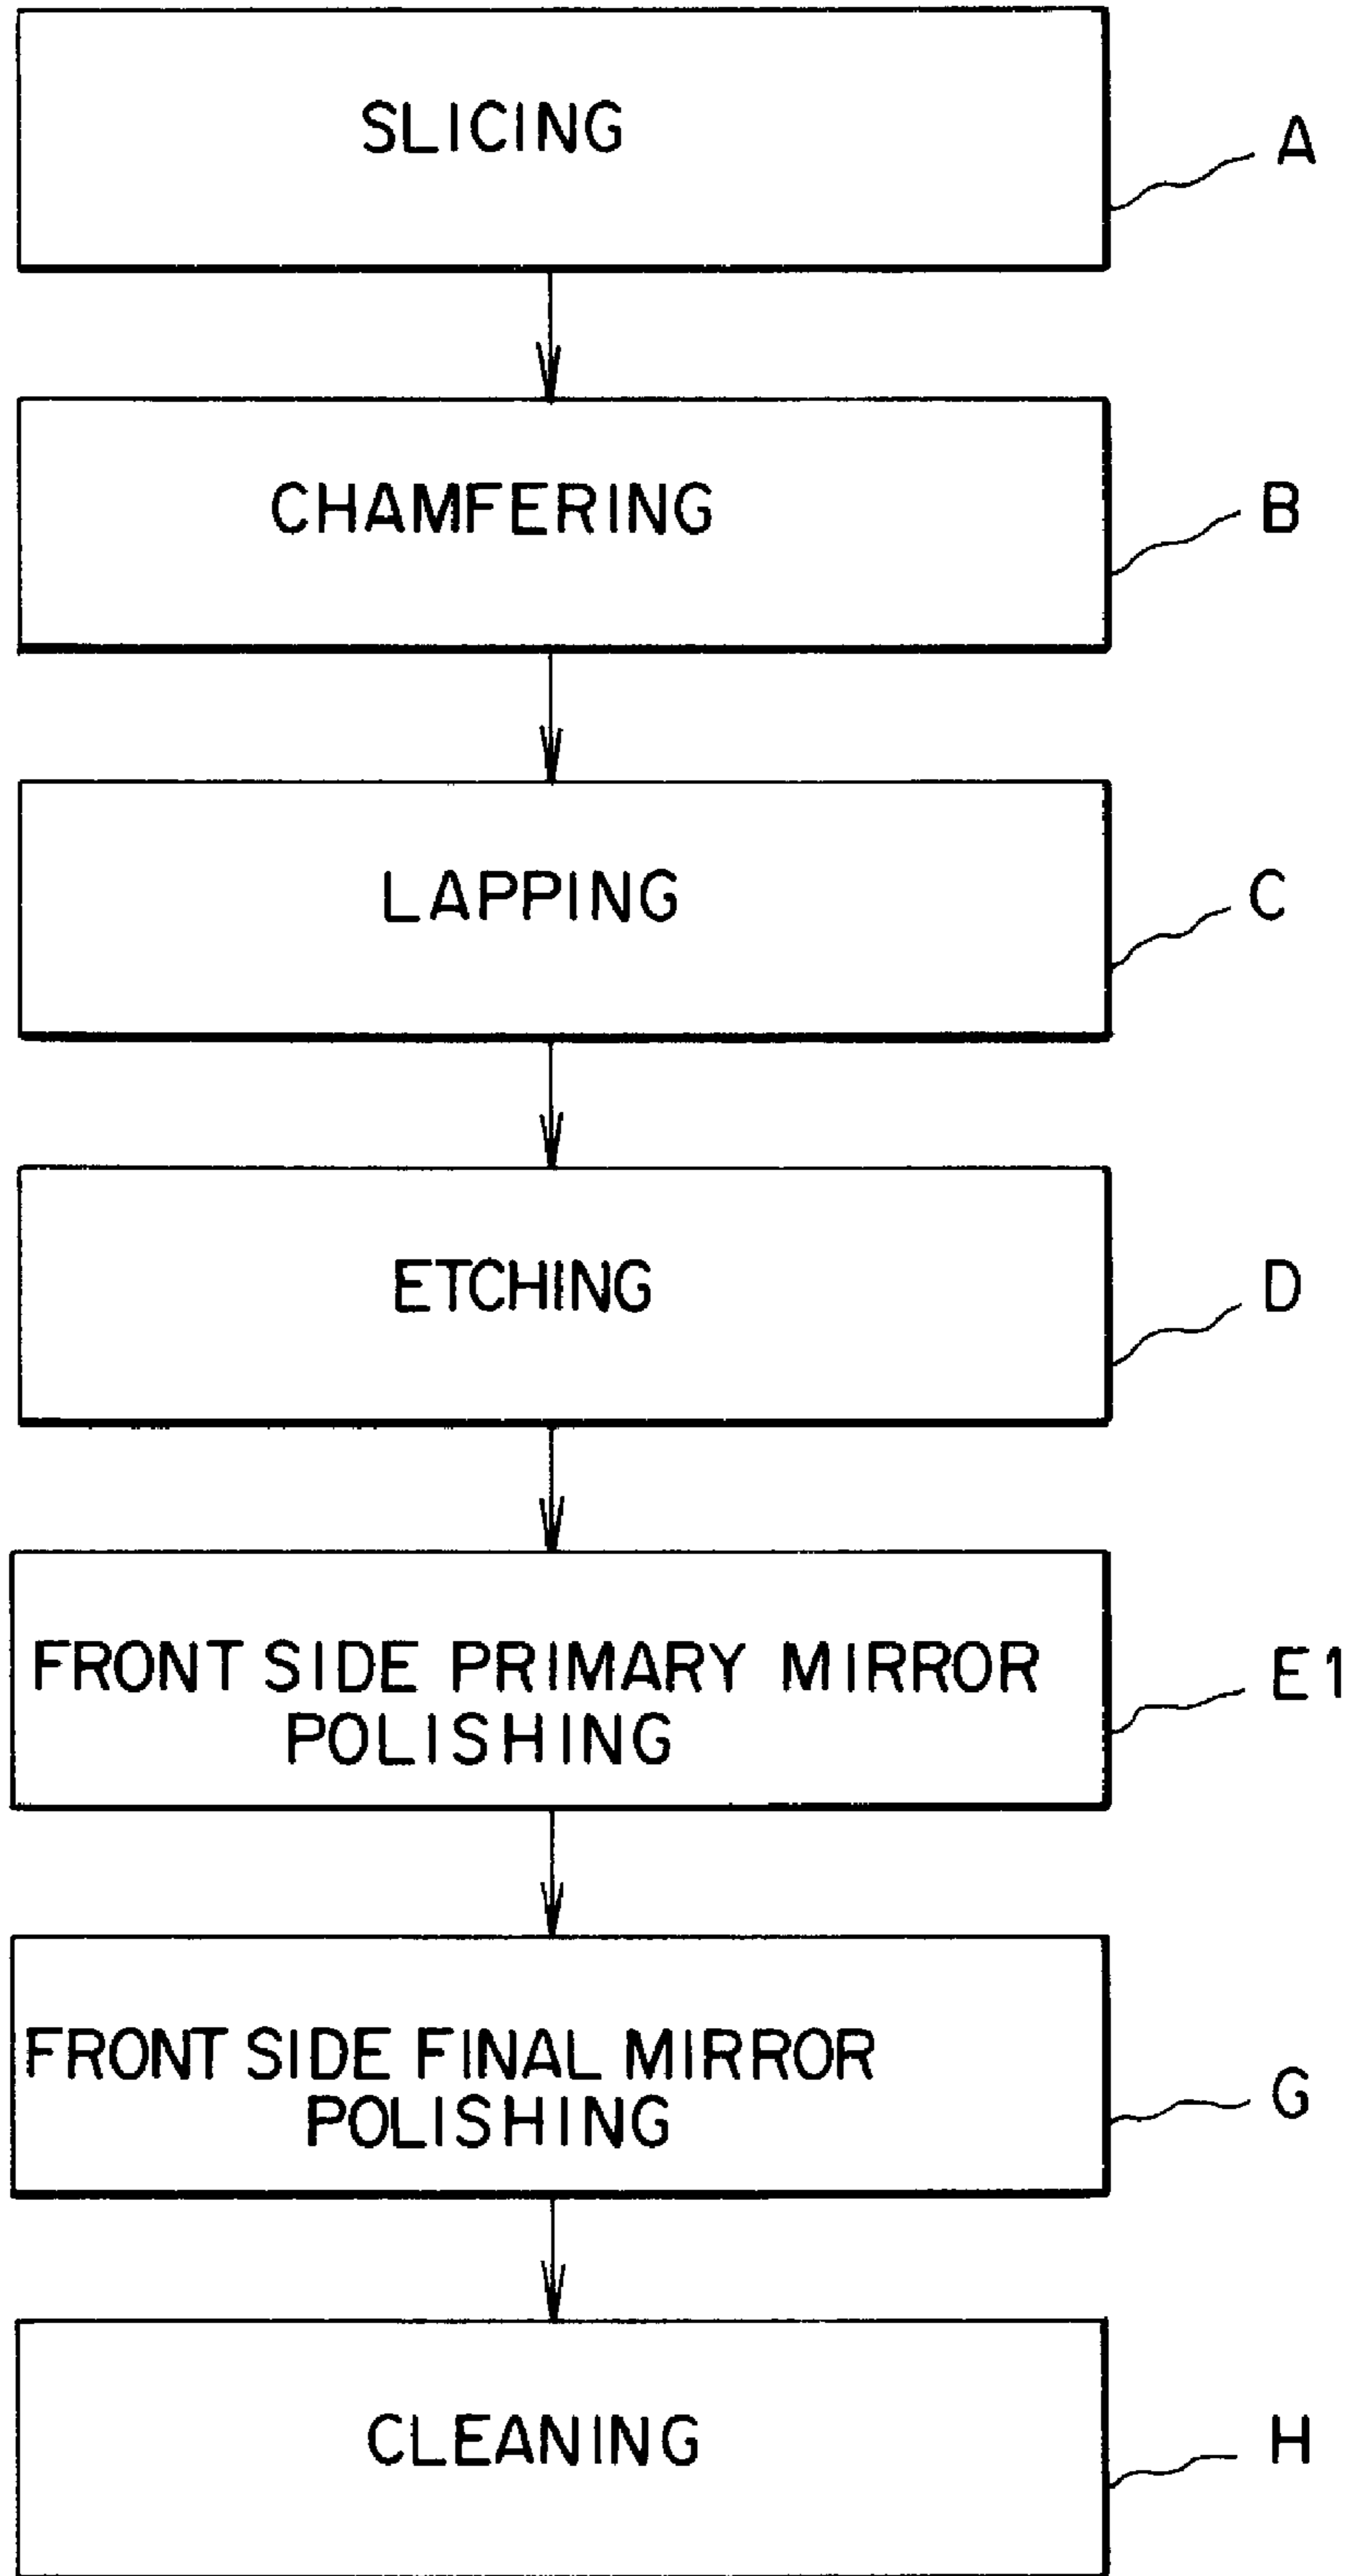 SLICING
A
CHAMFERING
B
LAPPING
C
ETCHING
D
FRONT SIDE PRIMARY MIRROR
POLISHING
E1
FRONT SIDE FINAL MIRROR
POLISHING
G
CLEANING
H